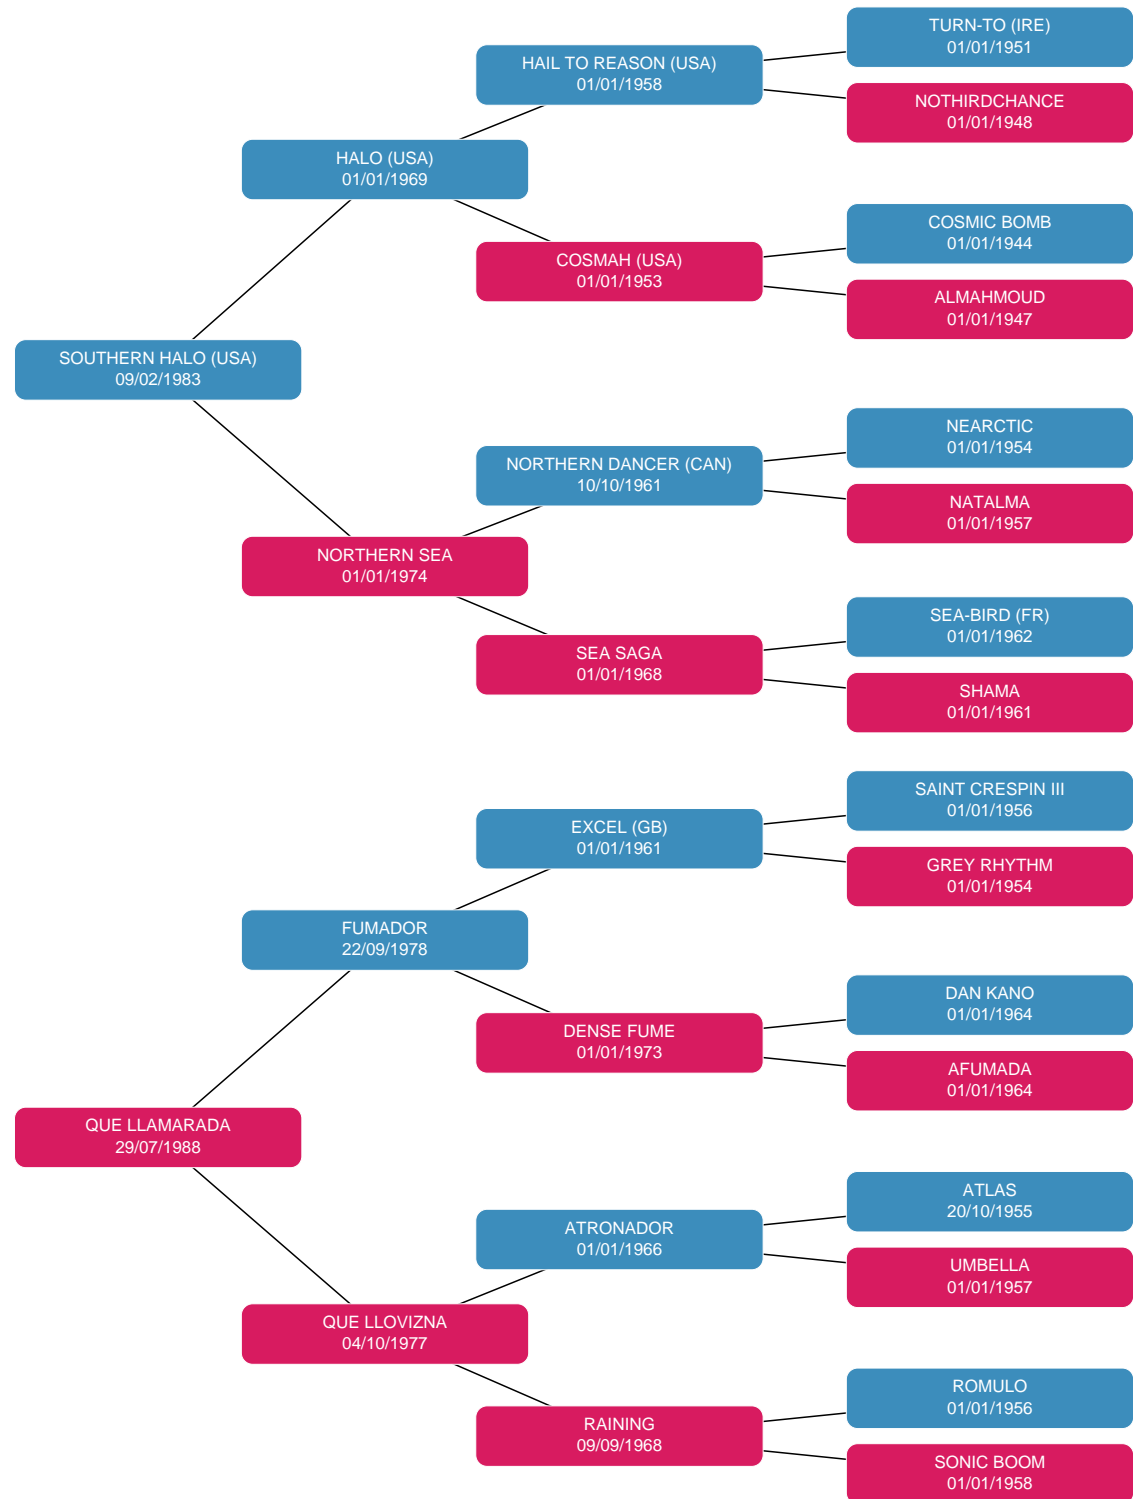 TURN-TO (IRE)
01/01/1951
HAIL TO REASON (USA)
01/01/1958
NOTHIRDCHANCE
01/01/1948
HALO (USA)
01/01/1969
COSMIC BOMB
01/01/1944
COSMAH (USA)
01/01/1953
ALMAHMOUD
01/01/1947
SOUTHERN HALO (USA)
09/02/1983
NEARCTIC
01/01/1954
NORTHERN DANCER (CAN)
10/10/1961
NATALMA
01/01/1957
NORTHERN SEA
01/01/1974
SEA-BIRD (FR)
01/01/1962
SEA SAGA
01/01/1968
SHAMA
01/01/1961
SAINT CRESPIN III
01/01/1956
EXCEL (GB)
01/01/1961
GREY RHYTHM
01/01/1954
FUMADOR
22/09/1978
DAN KANO
01/01/1964
DENSE FUME
01/01/1973
AFUMADA
01/01/1964
QUE LLAMARADA
29/07/1988
ATLAS
20/10/1955
ATRONADOR
01/01/1966
UMBELLA
01/01/1957
QUE LLOVIZNA
04/10/1977
ROMULO
01/01/1956
RAINING
09/09/1968
SONIC BOOM
01/01/1958